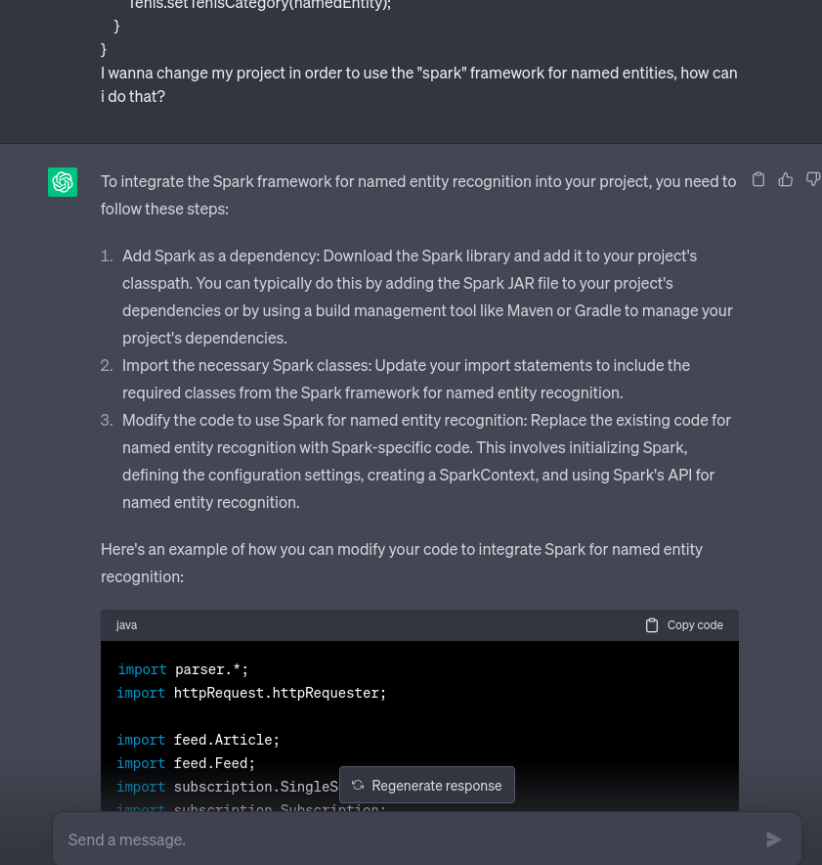 Tenis.setTenisCategory(namedEntity);
}
}
I wanna change my project in order to use the "spark" framework for named entities, how can
i do that?
To integrate the Spark framework for named entity recognition into your project, you need to
follow these steps:
1. Add Spark as a dependency: Download the Spark library and add it to your project's
classpath. You can typically do this by adding the Spark JAR file to your project's
dependencies or by using a build management tool like Maven or Gradle to manage your
project's dependencies.
2. Import the necessary Spark classes: Update your import statements to include the
required classes from the Spark framework for named entity recognition.
3. Modify the code to use Spark for named entity recognition: Replace the existing code for
named entity recognition with Spark-specific code. This involves initializing Spark,
defining the configuration settings, creating a SparkContext, and using Spark's API for
named entity recognition.
Here's an example of how you can modify your code to integrate Spark for named entity
recognition:
java
Copy code
import parser.*;
import httpRequest.httpRequester;
import feed.Article;
import feed.Feed;
import subscription.SingleS
Regenerate response
import subscription.Subscription;
Send a message.